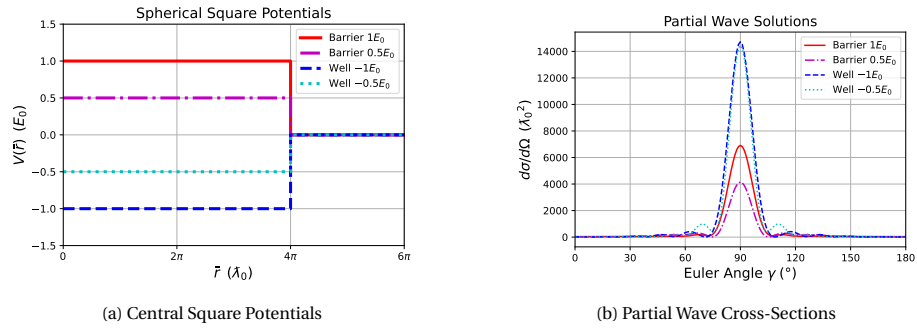 Spherical Square Potentials
1.5
1.0
0.5
0.0
−0.5
−1.0
−1.5
V(r̄) (E₀)
Barrier 1E₀
Barrier 0.5E₀
Well −1E₀
Well −0.5E₀
0
2π
4π
6π
r̄ (ƛ₀)
(a) Central Square Potentials
Partial Wave Solutions
14000
12000
10000
8000
6000
4000
2000
0
dσ/dΩ (ƛ₀²)
Barrier 1E₀
Barrier 0.5E₀
Well −1E₀
Well −0.5E₀
0
30
60
90
120
150
180
Euler Angle γ (°)
(b) Partial Wave Cross-Sections